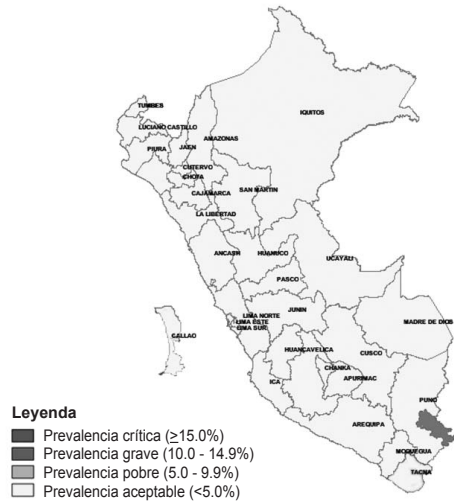 TUMBES
LUCIANO CASTILLO
IQUITOS
PIURA
JAEN
AMAZONAS
CUTERVO
CHOTA
CAJAMARCA
SAN MARTIN
LA LIBERTAD
ANCASH
HUANUCO
UCAYALI
PASCO
LIMA NORTE
LIMA ESTE
LIMA SUR
JUNIN
CALLAO
MADRE DE DIOS
HUANCAVELICA
CUSCO
CHANKA
ICA
APURIMAC
PUNO
AREQUIPA
MOQUEGUA
TACNA
Leyenda
Prevalencia crítica (≥15.0%)
Prevalencia grave (10.0 - 14.9%)
Prevalencia pobre (5.0 - 9.9%)
Prevalencia aceptable (<5.0%)